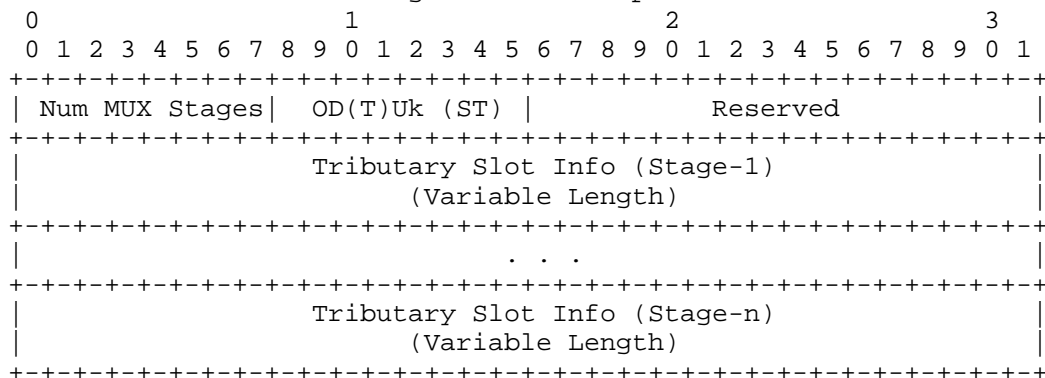 0                   1                   2                   3
 0 1 2 3 4 5 6 7 8 9 0 1 2 3 4 5 6 7 8 9 0 1 2 3 4 5 6 7 8 9 0 1
+-+-+-+-+-+-+-+-+-+-+-+-+-+-+-+-+-+-+-+-+-+-+-+-+-+-+-+-+-+-+-+-+
| Num MUX Stages|  OD(T)Uk (ST) |           Reserved            |
+-+-+-+-+-+-+-+-+-+-+-+-+-+-+-+-+-+-+-+-+-+-+-+-+-+-+-+-+-+-+-+-+
|                  Tributary Slot Info (Stage-1)                |
|                        (Variable Length)                      |
+-+-+-+-+-+-+-+-+-+-+-+-+-+-+-+-+-+-+-+-+-+-+-+-+-+-+-+-+-+-+-+-+
|                              . . .                            |
+-+-+-+-+-+-+-+-+-+-+-+-+-+-+-+-+-+-+-+-+-+-+-+-+-+-+-+-+-+-+-+-+
|                  Tributary Slot Info (Stage-n)                |
|                        (Variable Length)                      |
+-+-+-+-+-+-+-+-+-+-+-+-+-+-+-+-+-+-+-+-+-+-+-+-+-+-+-+-+-+-+-+-+